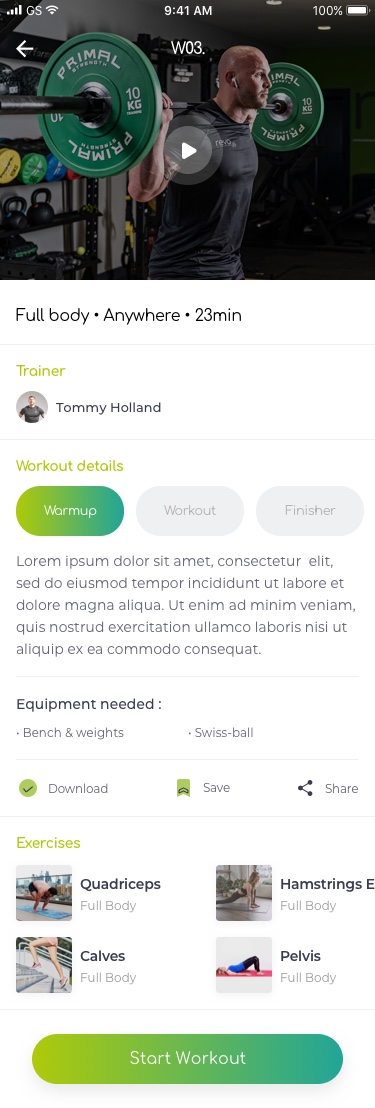 GS 9:41 AM 100%
W03.
PRIMAL
STRENGTH
10
KG
PRIMAL
10
KG
PRIMAL
Full body • Anywhere • 23min
Trainer
Tommy Holland
Workout details
Warmup Workout Finisher
Lorem ipsum dolor sit amet, consectetur elit,
sed do eiusmod tempor incididunt ut labore et
dolore magna aliqua. Ut enim ad minim veniam,
quis nostrud exercitation ullamco laboris nisi ut
aliquip ex ea commodo consequat.
Equipment needed :
• Bench & weights • Swiss-ball
Download Save Share
Exercises
Quadriceps Hamstrings E
Full Body Full Body
Calves Pelvis
Full Body Full Body
Start Workout